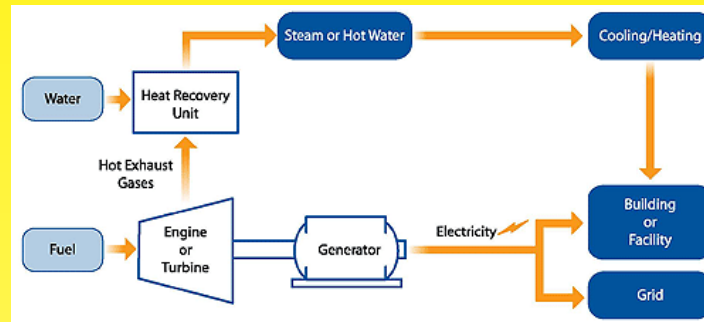 Steam or Hot Water
Cooling/Heating
Water
Heat Recovery
Unit
Hot Exhaust
Gases
Building
or
Facility
Electricity
Fuel
Engine
or
Turbine
Generator
Grid